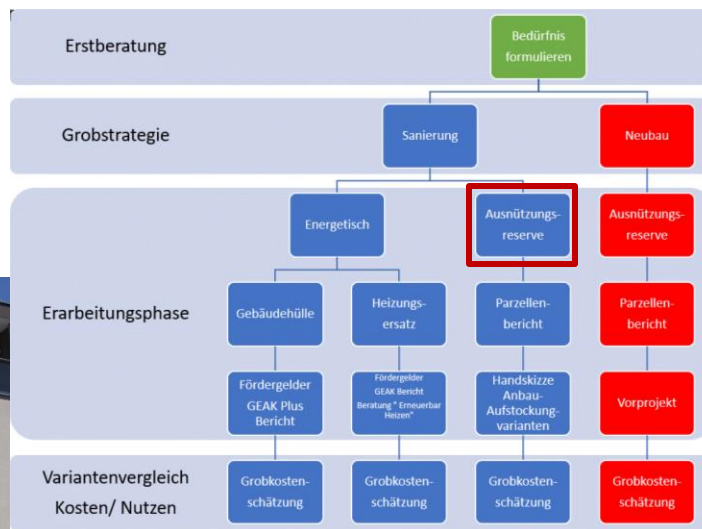 Erstberatung
Bedürfnis
formulieren
Grobstrategie
Sanierung
Neubau
Erarbeitungsphase
Energetisch
Ausnützungs-
reserve
Ausnützungs-
reserve
Gebäudehülle
Heizungs-
ersatz
Parzellen-
bericht
Parzellen-
bericht
Fördergelder
GEAK Plus
Bericht
Fördergelder
GEAK Bericht
Beratung " Erneuerbar
Heizen"
Handskizze
Anbau-
Aufstockung-
varianten
Vorprojekt
Variantenvergleich
Kosten/ Nutzen
Grobkosten-
schätzung
Grobkosten-
schätzung
Grobkosten-
schätzung
Grobkosten-
schätzung